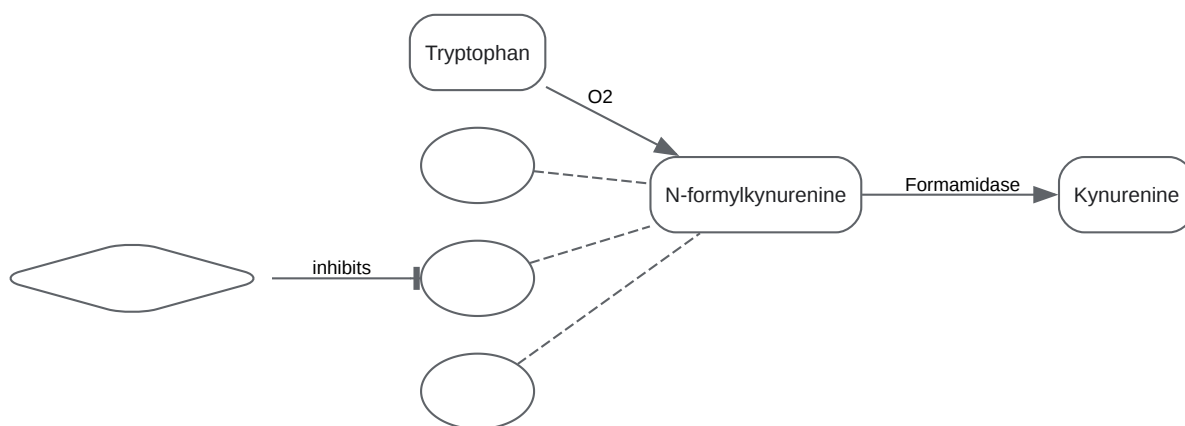 Tryptophan
O2
N-formylkynurenine
Formamidase
Kynurenine
inhibits